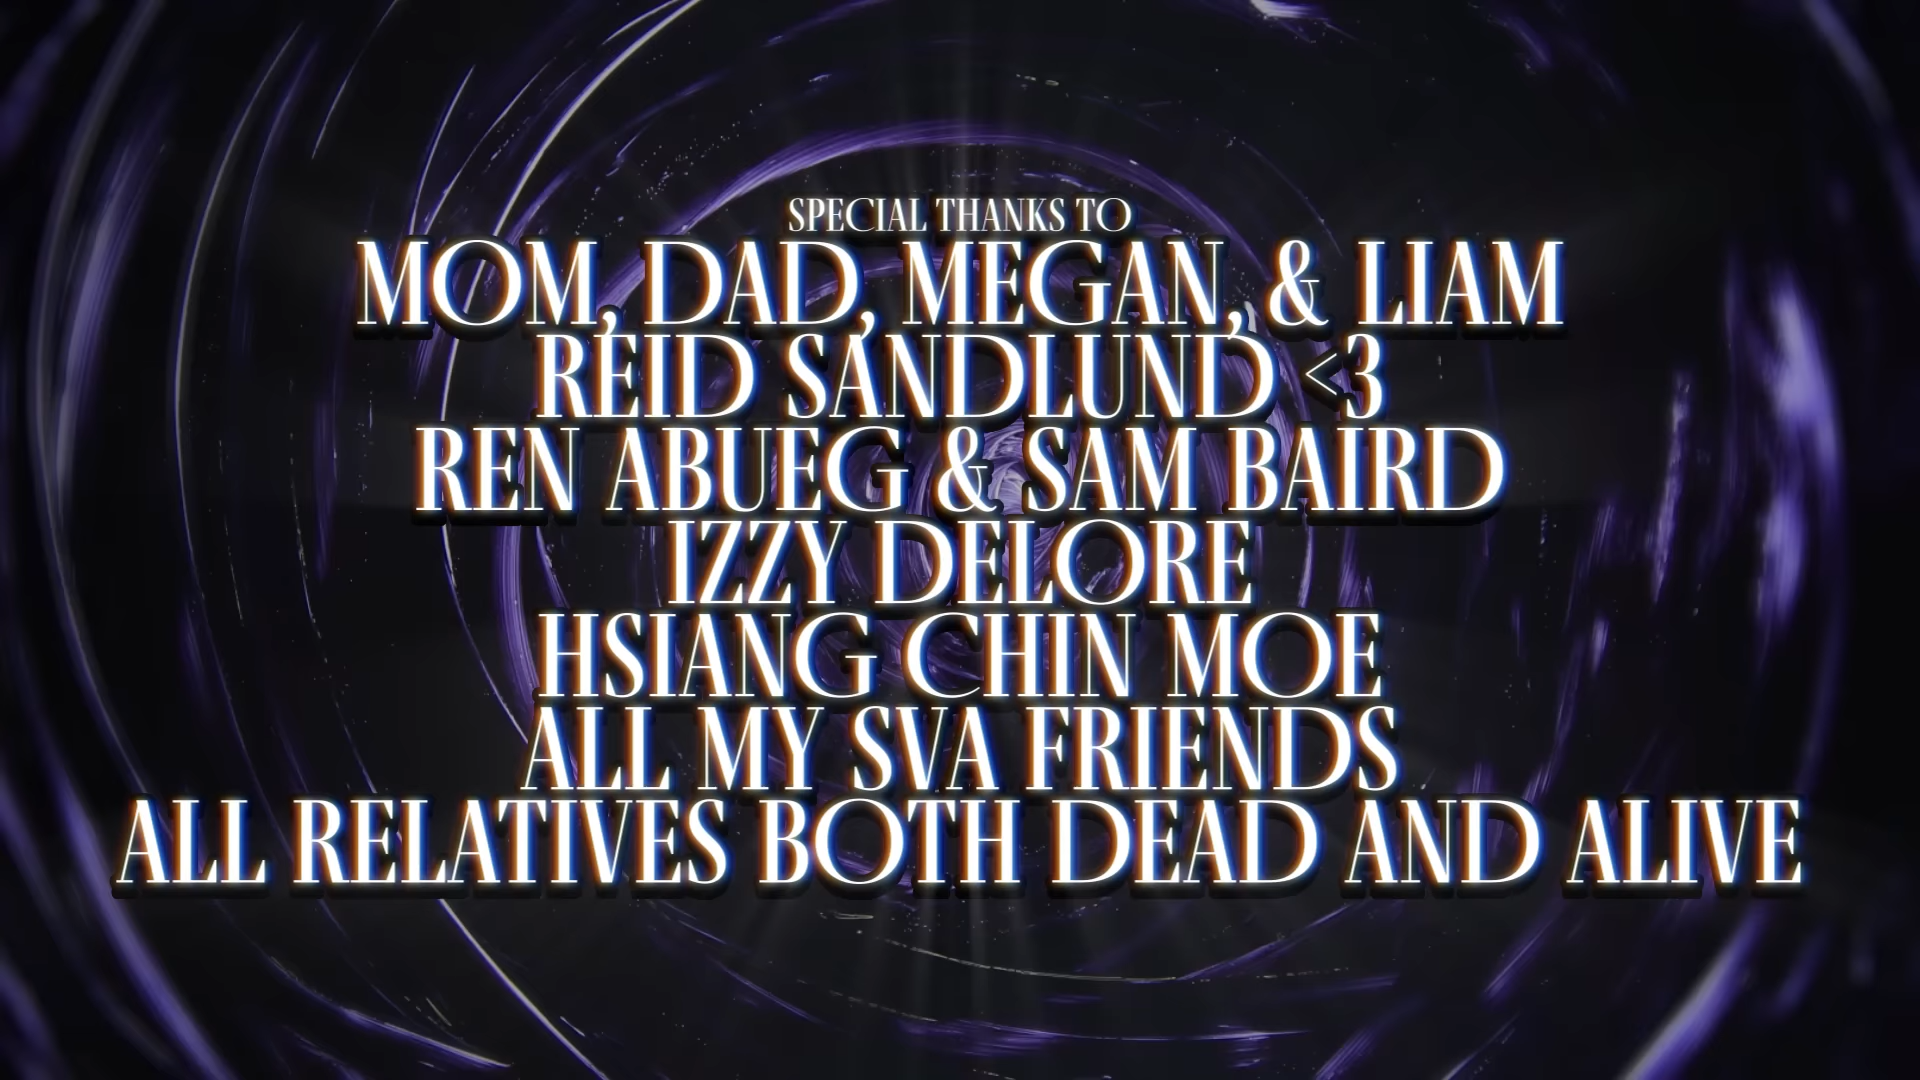 SPECIAL THANKS TO
MOM, DAD, MEGAN, & LIAM
REID SANDLUND <3
REN ABUEG & SAM BAIRD
IZZY DELORE
HSIANG CHIN MOE
ALL MY SVA FRIENDS
ALL RELATIVES BOTH DEAD AND ALIVE